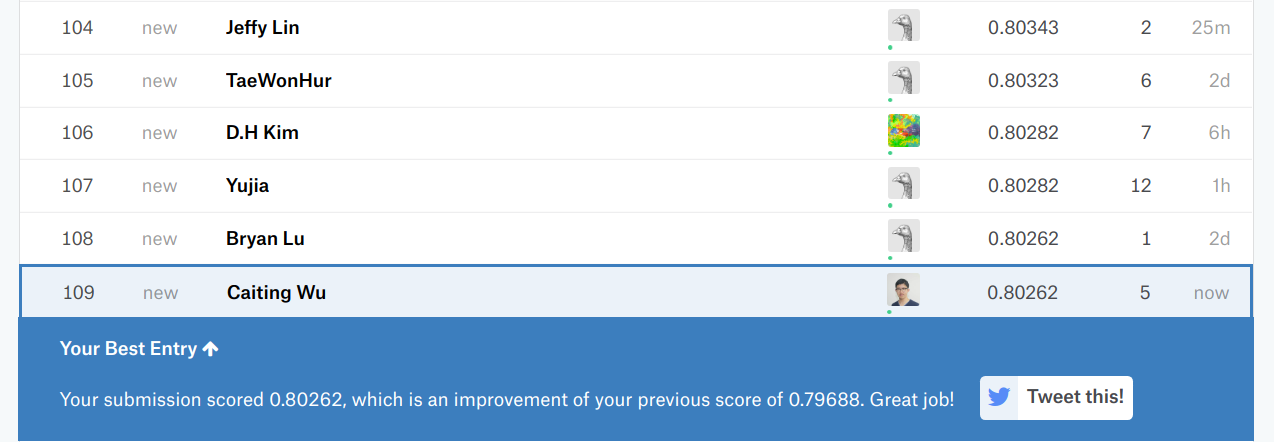 104 new Jeffy Lin 0.80343 2 25m
105 new TaeWonHur 0.80323 6 2d
106 new D.H Kim 0.80282 7 6h
107 new Yujia 0.80282 12 1h
108 new Bryan Lu 0.80262 1 2d
109 new Caiting Wu 0.80262 5 now
Your Best Entry
Your submission scored 0.80262, which is an improvement of your previous score of 0.79688. Great job! Tweet this!